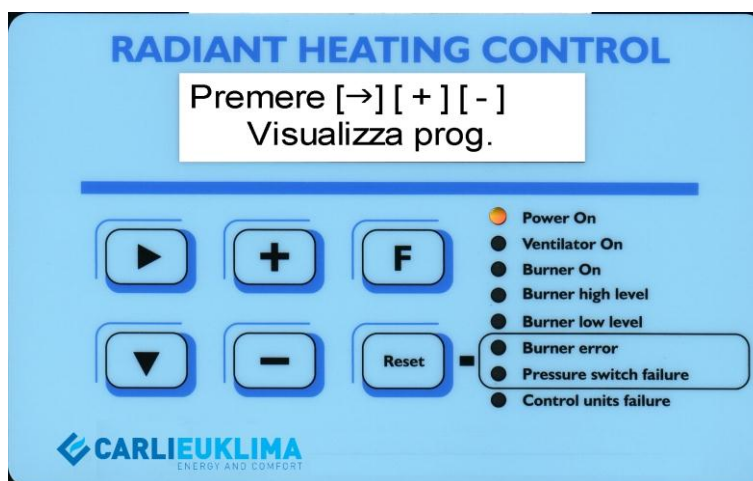 RADIANT HEATING CONTROL
Premere [→] [ + ] [ - ]
Visualizza prog.
F
Reset
Power On
Ventilator On
Burner On
Burner high level
Burner low level
Burner error
Pressure switch failure
Control units failure
CARLIEUKLIMA
ENERGY AND COMFORT